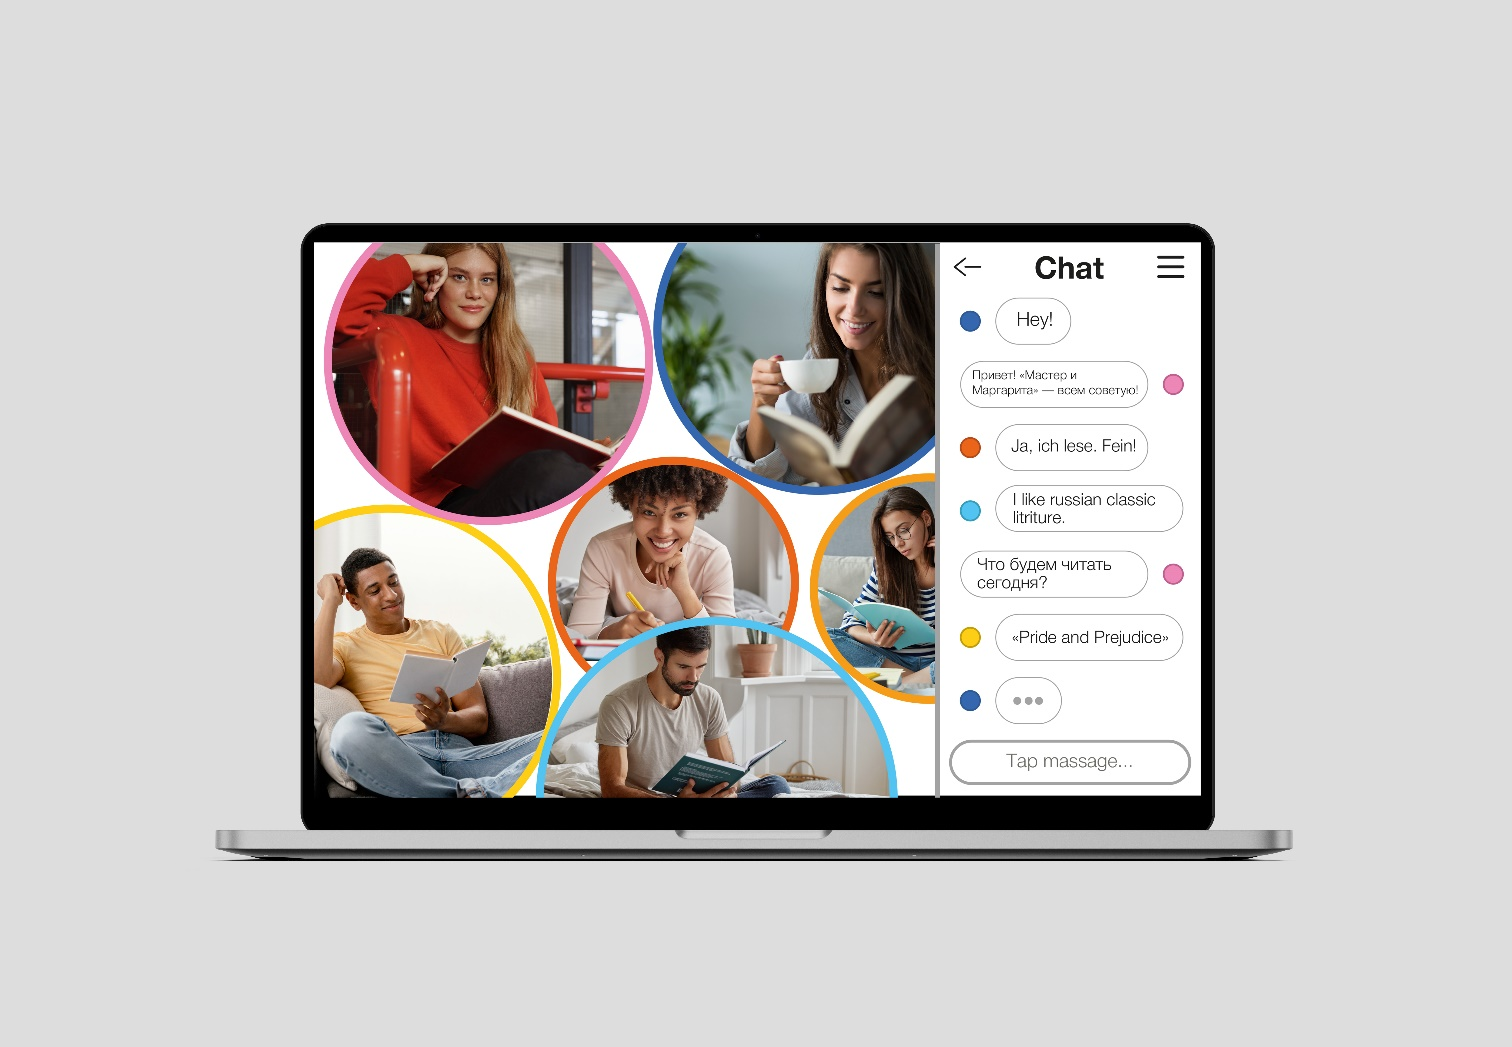 Chat
Hey!
Привет! «Мастер и
Маргарита» — всем советую!
Ja, ich lese. Fein!
I like russian classic
litriture.
Что будем читать
сегодня?
«Pride and Prejudice»
Tap massage...